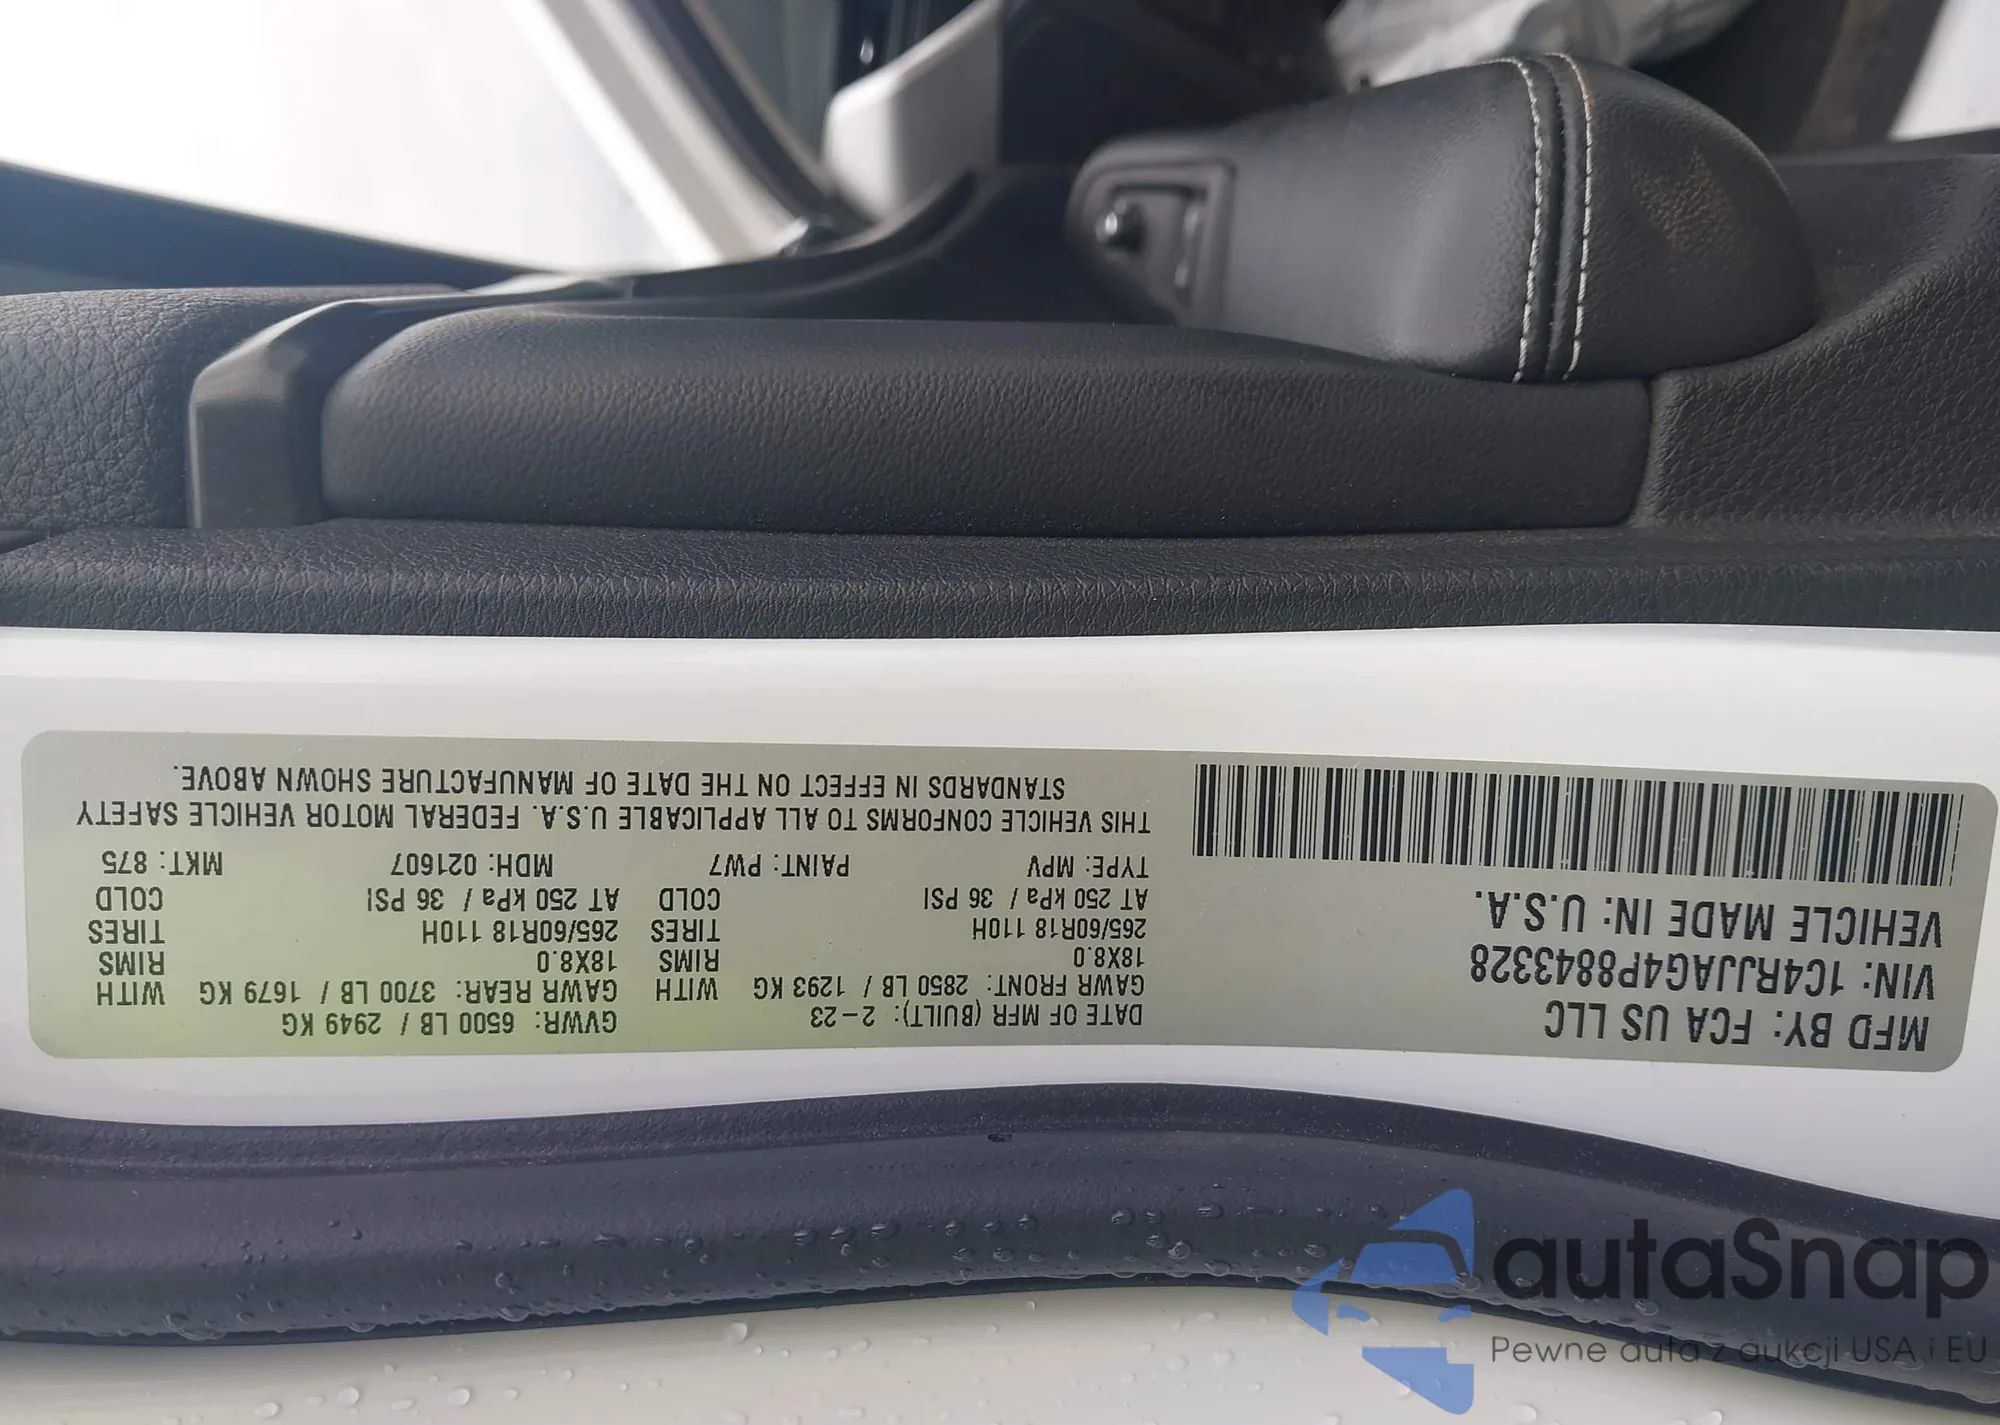 MFD BY: FCA US LLC
VIN: 1C4RJJAG4P8843328
VEHICLE MADE IN: U.S.A.
DATE OF MFR (BUILT): 2-23
GVWR: 6500 LB / 2949 KG
GAWR FRONT: 2850 LB / 1293 KG WITH
GAWR REAR: 3700 LB / 1679 KG WITH
18X8.0 RIMS
18X8.0 RIMS
265/60R18 110H TIRES
265/60R18 110H TIRES
AT 250 kPa / 36 PSI COLD
AT 250 kPa / 36 PSI COLD
TYPE: MPV PAINT: PW7 MDH: 021607 MKT: 875
THIS VEHICLE CONFORMS TO ALL APPLICABLE U.S.A. FEDERAL MOTOR VEHICLE SAFETY
STANDARDS IN EFFECT ON THE DATE OF MANUFACTURE SHOWN ABOVE.
autaSnap
Pewne auta z aukcji USA i EU